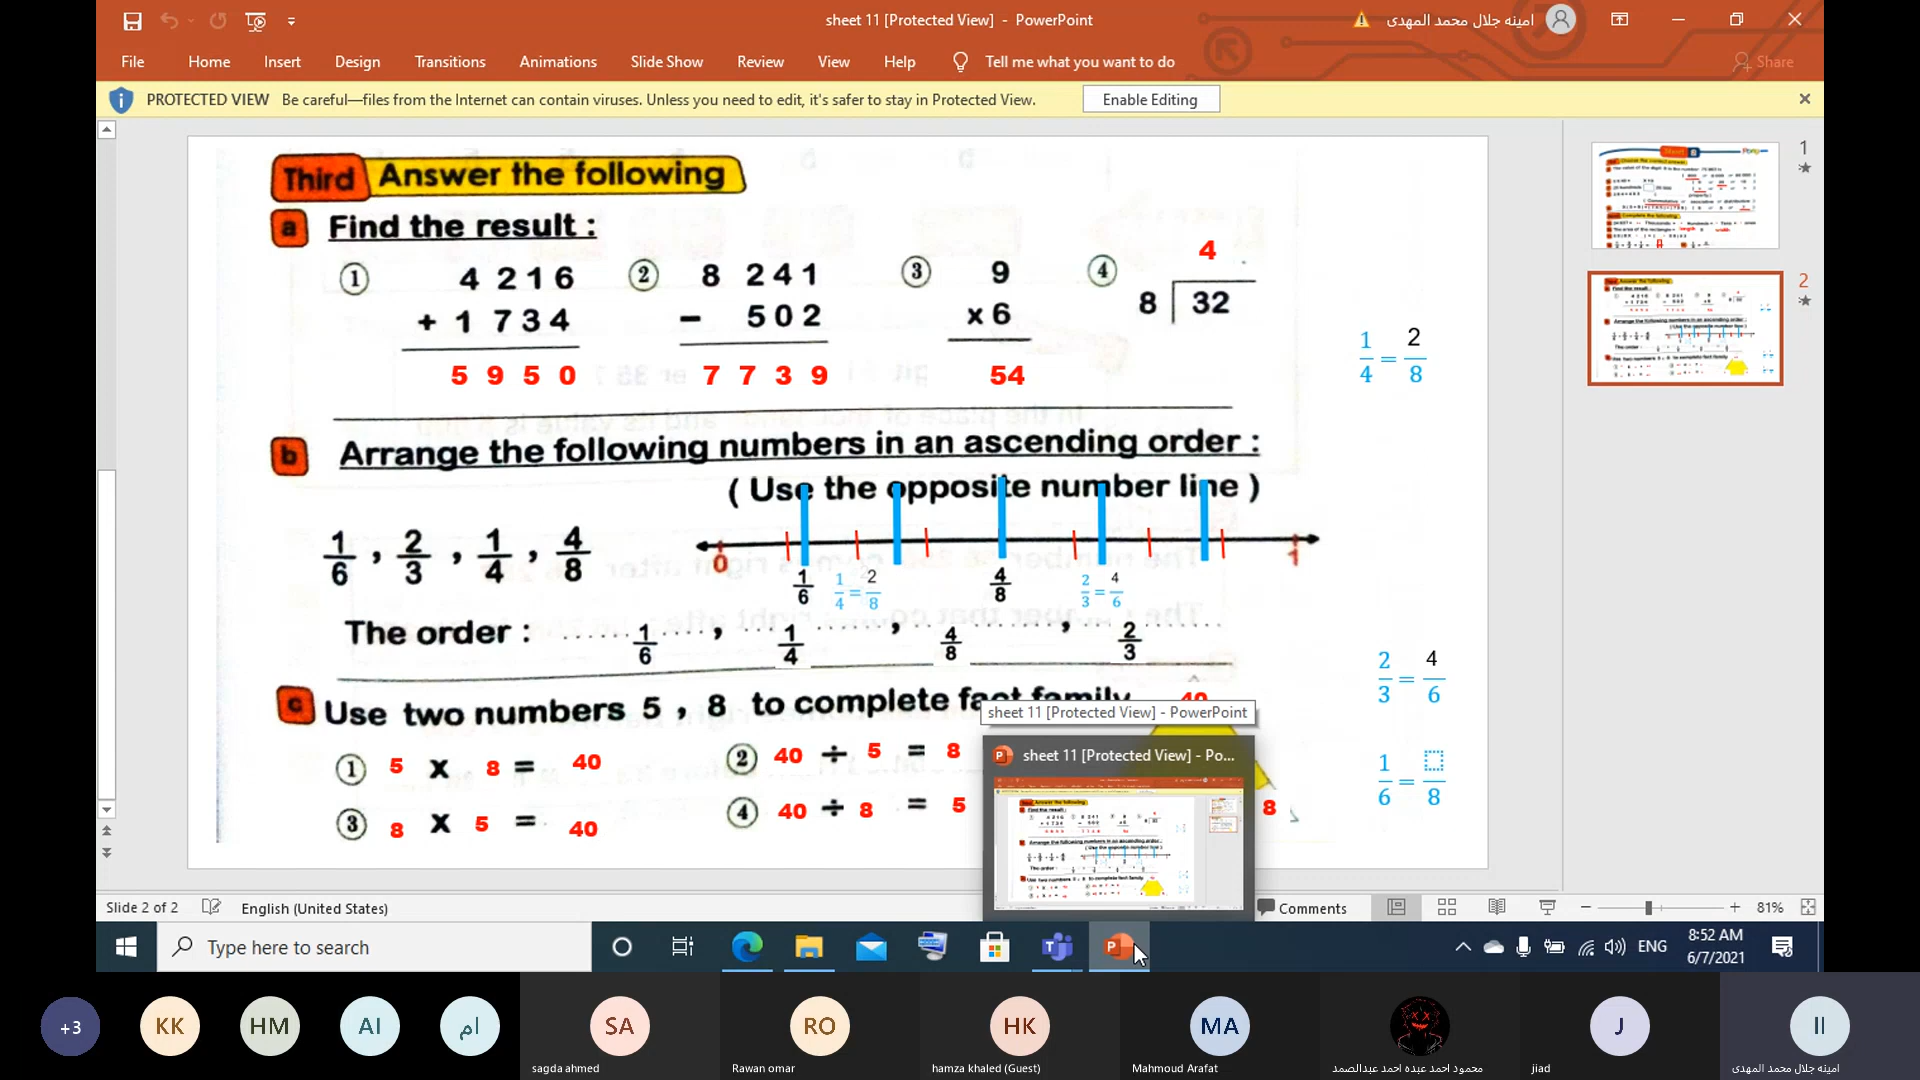 sheet 11 [Protected View] - PowerPoint
امينه جلال محمد المهدى
File Home Insert Design Transitions Animations Slide Show Review View Help Tell me what you want to do Share
PROTECTED VIEW Be careful—files from the Internet can contain viruses. Unless you need to edit, it's safer to stay in Protected View. Enable Editing
Third Answer the following
a Find the result :
1 4 2 1 6 + 1 7 3 4 5 9 5 0
2 8 2 4 1 − 5 0 2 7 7 3 9
3 9 x 6 54
4 8 32 4
1/4 = 2/8
b Arrange the following numbers in an ascending order :
( Use the opposite number line )
1/6 , 2/3 , 1/4 , 4/8
0 1
1/6 1/4 = 2/8 4/8 2/3 = 4/6
The order : 1/6 , 1/4 , 4/8 , 2/3
2/3 = 4/6
c Use two numbers 5 , 8 to complete fact family
sheet 11 [Protected View] - PowerPoint
1 5 x 8 = 40
2 40 ÷ 5 = 8
3 8 x 5 = 40
4 40 ÷ 8 = 5
8
1/6 = /8
sheet 11 [Protected View] - Po...
1
2
Slide 2 of 2 English (United States) Comments 81%
Type here to search
ENG 8:52 AM
6/7/2021
+3 KK HM AI ام SA RO HK MA J اا
sagda ahmed Rawan omar hamza khaled (Guest) Mahmoud Arafat محمود احمد عبده احمد عبدالصمد jiad امينه جلال محمد المهدى